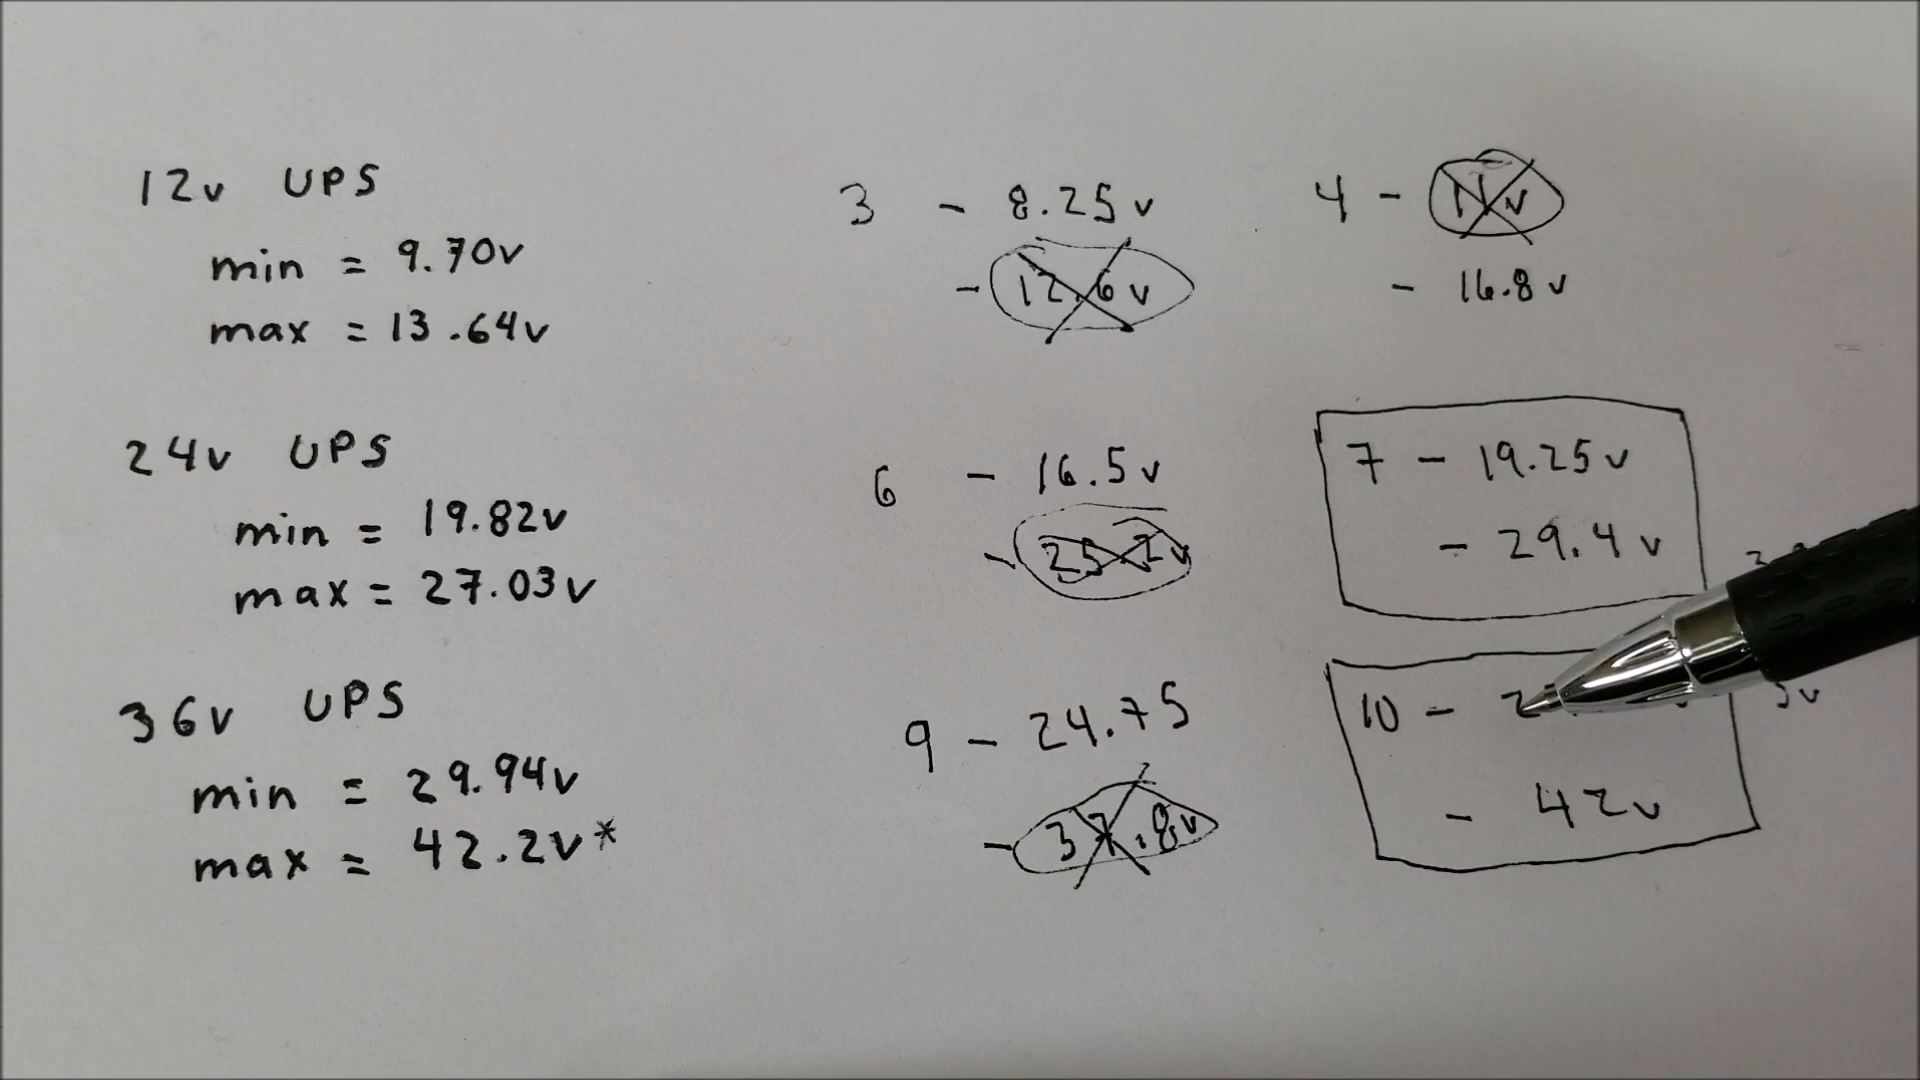 12v UPS
min = 9.70v
max = 13.64v
3 - 8.25v
- 12.6v
4 - 11v
- 16.8v
24v UPS
min = 19.82v
max = 27.03v
6 - 16.5v
- 25.2v
7 - 19.25v
- 29.4v
36v UPS
min = 29.94v
max = 42.2v*
9 - 24.75
- 37.8v
10 -
- 42v